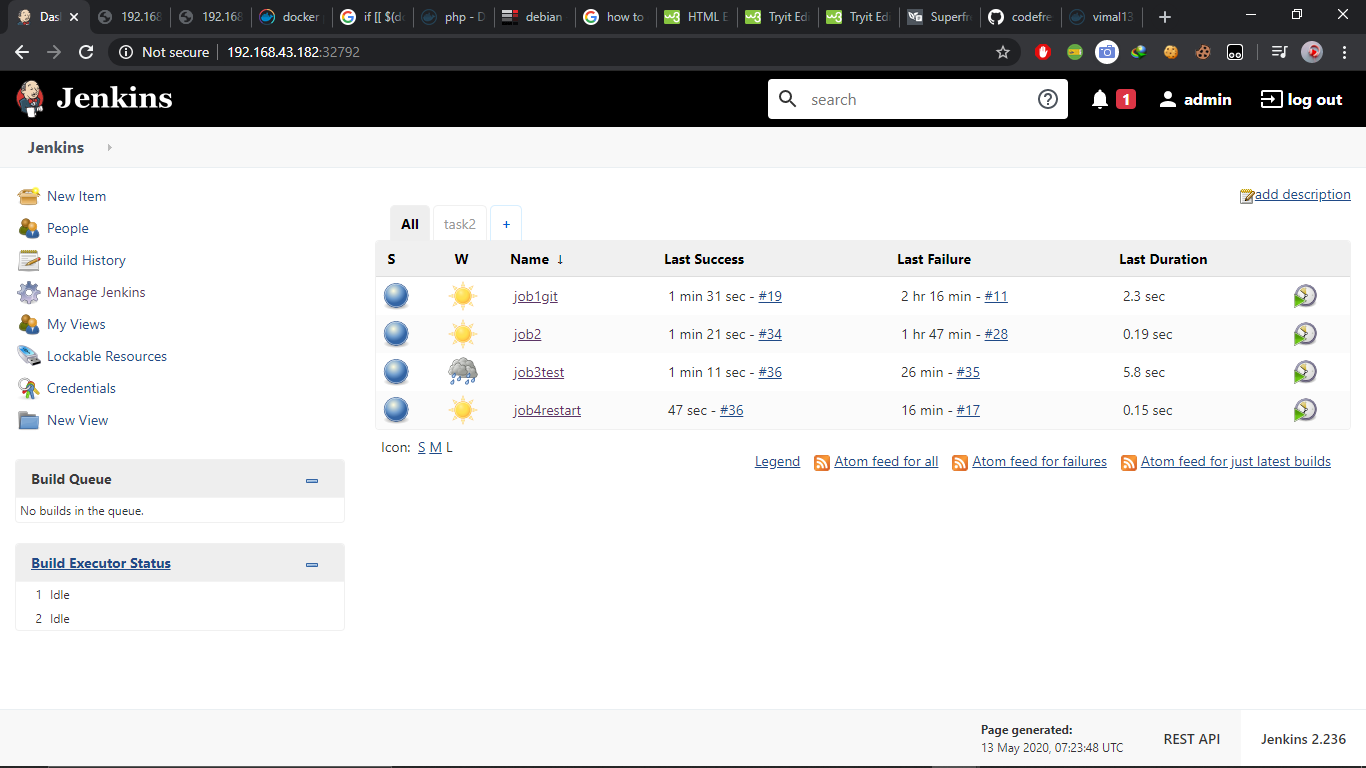 Das
192.168
192.168
docker
if [[ $(d
php - D
debian
how to
HTML E
Tryit Edi
Tryit Edi
Superfr
codefre
vimal13
Not secure
192.168.43.182:32792
Jenkins
search
1
admin
log out
Jenkins
New Item
People
Build History
Manage Jenkins
My Views
Lockable Resources
Credentials
New View
Build Queue
No builds in the queue.
Build Executor Status
1 Idle
2 Idle
add description
All task2 +
S W Name ↓ Last Success Last Failure Last Duration
job1git 1 min 31 sec - #19 2 hr 16 min - #11 2.3 sec
job2 1 min 21 sec - #34 1 hr 47 min - #28 0.19 sec
job3test 1 min 11 sec - #36 26 min - #35 5.8 sec
job4restart 47 sec - #36 16 min - #17 0.15 sec
Icon: S M L
Legend Atom feed for all Atom feed for failures Atom feed for just latest builds
Page generated:
13 May 2020, 07:23:48 UTC
REST API
Jenkins 2.236